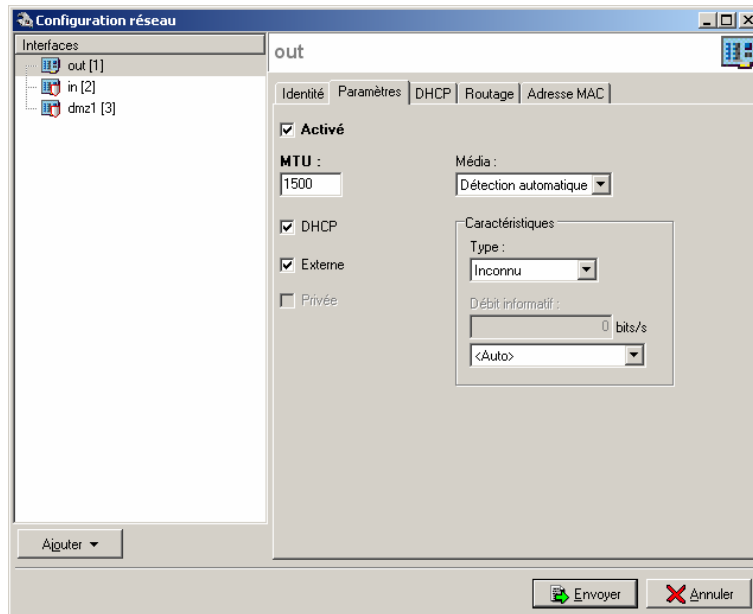 Configuration réseau
Interfaces
out [1]
in [2]
dmz1 [3]
out
Identité Paramètres DHCP Routage Adresse MAC
Activé
MTU : Média :
1500 Détection automatique
DHCP Caractéristiques
Type :
Externe Inconnu
Privée Débit informatif :
0 bits/s
<Auto>
Ajouter
Envoyer Annuler